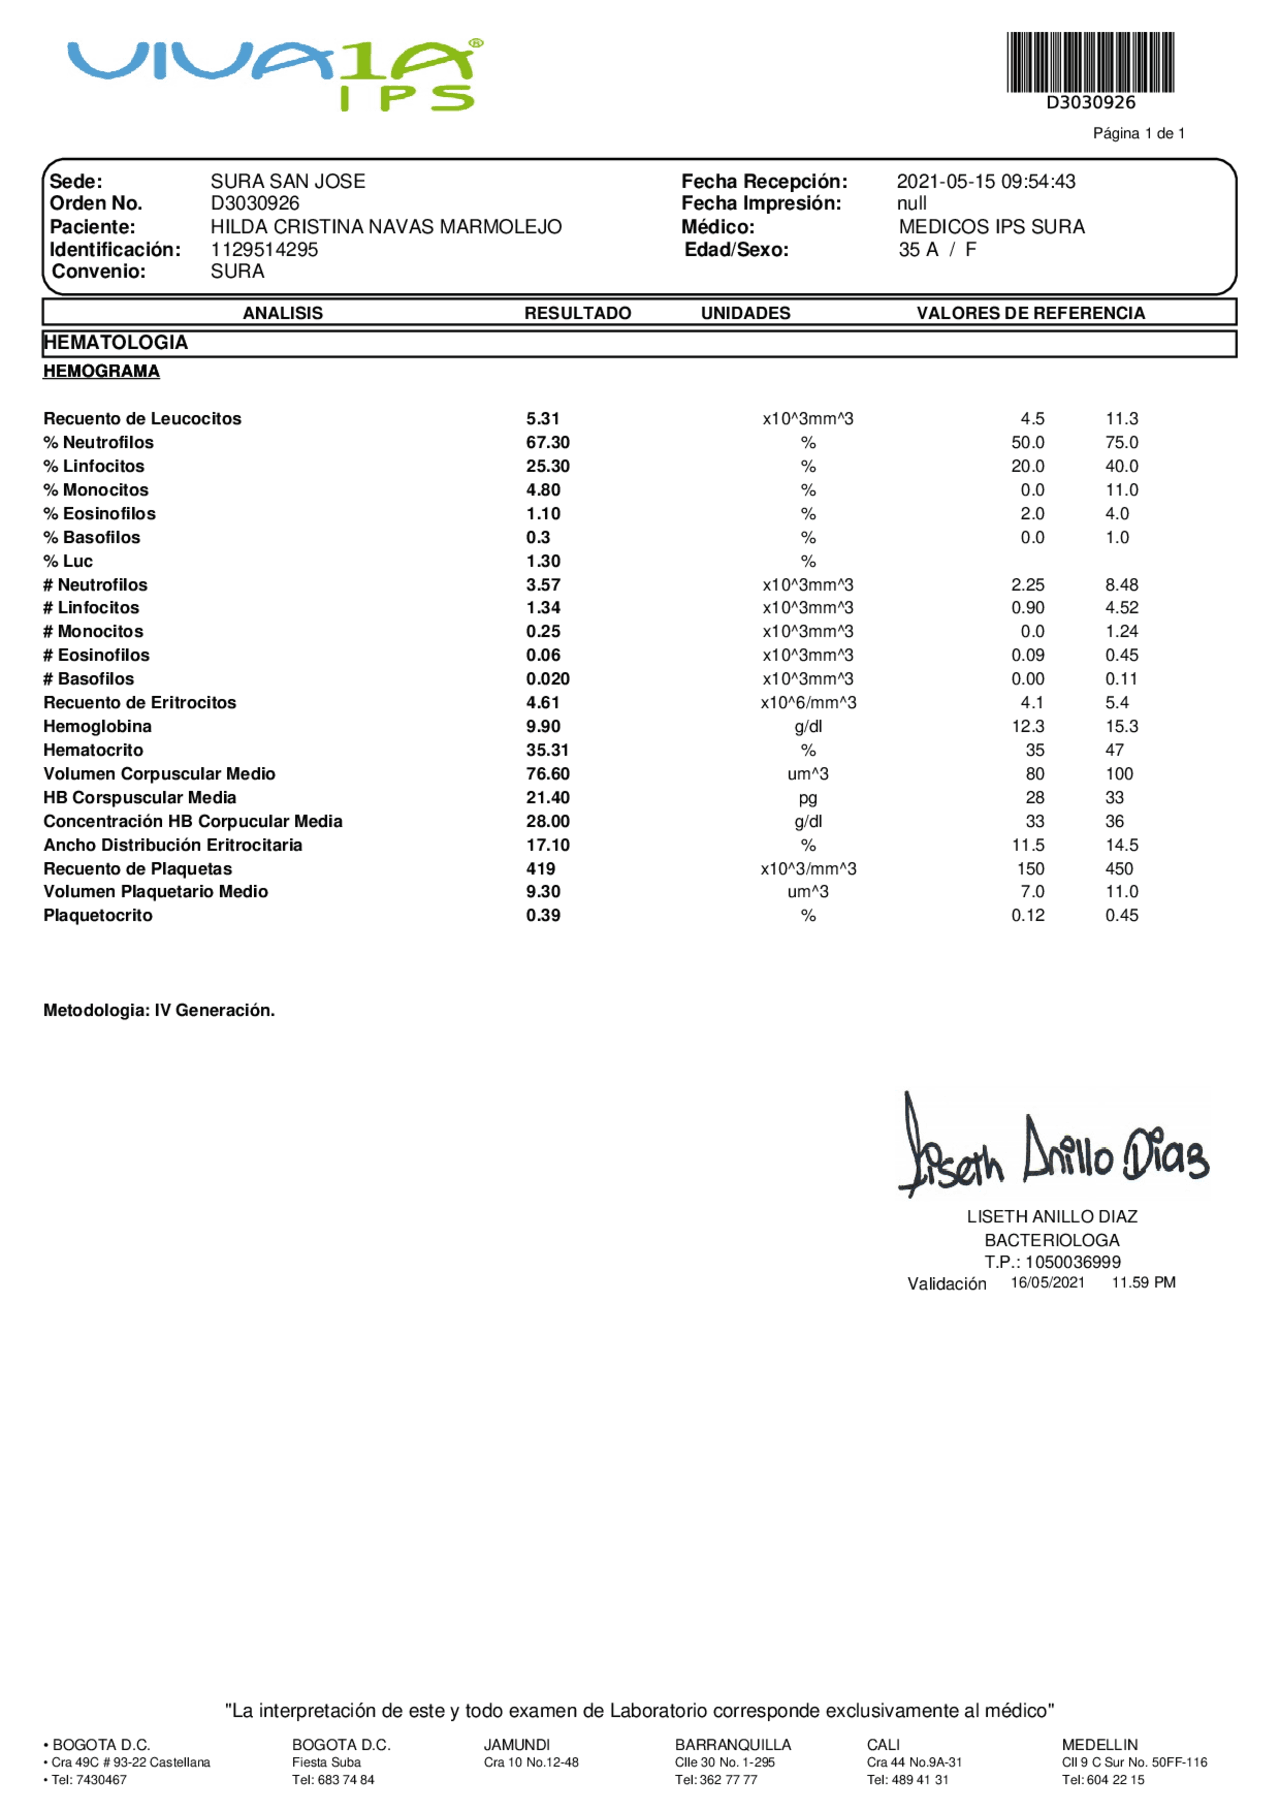 VIVA1A®
IPS
D3030926
Página 1 de 1
Sede: SURA SAN JOSE Fecha Recepción: 2021-05-15 09:54:43
Orden No. D3030926 Fecha Impresión: null
Paciente: HILDA CRISTINA NAVAS MARMOLEJO Médico: MEDICOS IPS SURA
Identificación: 1129514295 Edad/Sexo: 35 A / F
Convenio: SURA
ANALISIS RESULTADO UNIDADES VALORES DE REFERENCIA
HEMATOLOGIA
HEMOGRAMA
Recuento de Leucocitos 5.31 x10^3mm^3 4.5 11.3
% Neutrofilos 67.30 % 50.0 75.0
% Linfocitos 25.30 % 20.0 40.0
% Monocitos 4.80 % 0.0 11.0
% Eosinofilos 1.10 % 2.0 4.0
% Basofilos 0.3 % 0.0 1.0
% Luc 1.30 %
# Neutrofilos 3.57 x10^3mm^3 2.25 8.48
# Linfocitos 1.34 x10^3mm^3 0.90 4.52
# Monocitos 0.25 x10^3mm^3 0.0 1.24
# Eosinofilos 0.06 x10^3mm^3 0.09 0.45
# Basofilos 0.020 x10^3mm^3 0.00 0.11
Recuento de Eritrocitos 4.61 x10^6/mm^3 4.1 5.4
Hemoglobina 9.90 g/dl 12.3 15.3
Hematocrito 35.31 % 35 47
Volumen Corpuscular Medio 76.60 um^3 80 100
HB Corspuscular Media 21.40 pg 28 33
Concentración HB Corpucular Media 28.00 g/dl 33 36
Ancho Distribución Eritrocitaria 17.10 % 11.5 14.5
Recuento de Plaquetas 419 x10^3/mm^3 150 450
Volumen Plaquetario Medio 9.30 um^3 7.0 11.0
Plaquetocrito 0.39 % 0.12 0.45
Metodologia: IV Generación.
Liseth Anillo Diaz
LISETH ANILLO DIAZ
BACTERIOLOGA
T.P.: 1050036999
Validación 16/05/2021 11.59 PM
"La interpretación de este y todo examen de Laboratorio corresponde exclusivamente al médico"
• BOGOTA D.C. BOGOTA D.C. JAMUNDI BARRANQUILLA CALI MEDELLIN
• Cra 49C # 93-22 Castellana Fiesta Suba Cra 10 No.12-48 Clle 30 No. 1-295 Cra 44 No.9A-31 Cll 9 C Sur No. 50FF-116
• Tel: 7430467 Tel: 683 74 84 Tel: 362 77 77 Tel: 489 41 31 Tel: 604 22 15